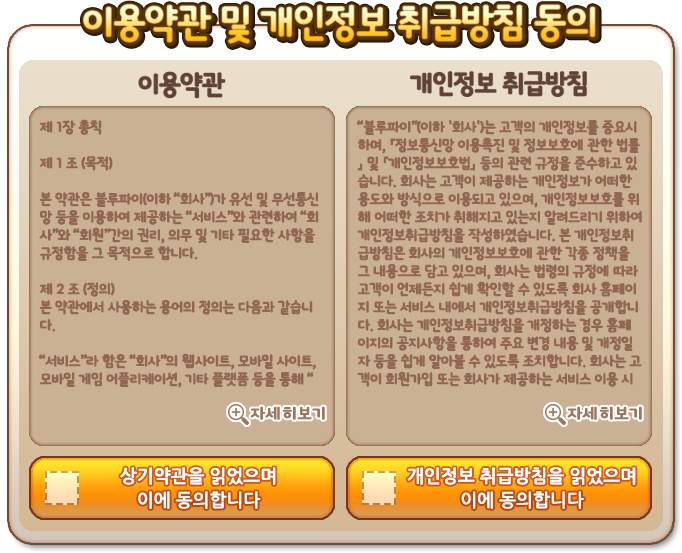 이용약관 및 개인정보 취급방침 동의
이용약관
제 1장 총칙
제 1 조 (목적)
본 약관은 블루파이(이하 “회사”)가 유선 및 무선통신
망 등을 이용하여 제공하는 “서비스”와 관련하여 “회
사”와 “회원”간의 권리, 의무 및 기타 필요한 사항을
규정함을 그 목적으로 합니다.
제 2 조 (정의)
본 약관에서 사용하는 용어의 정의는 다음과 같습니
다.
“서비스”라 함은 “회사”의 웹사이트, 모바일 사이트,
모바일 게임 어플리케이션, 기타 플랫폼 등을 통해 “
자세히보기
상기약관을 읽었으며
이에 동의합니다
개인정보 취급방침
“블루파이”(이하 '회사')는 고객의 개인정보를 중요시
하며, 「정보통신망 이용촉진 및 정보보호에 관한 법률
」 및 「개인정보보호법」 등의 관련 규정을 준수하고 있
습니다. 회사는 고객이 제공하는 개인정보가 어떠한
용도와 방식으로 이용되고 있으며, 개인정보보호를 위
해 어떠한 조치가 취해지고 있는지 알려드리기 위하여
개인정보취급방침을 작성하였습니다. 본 개인정보취
급방침은 회사의 개인정보보호에 관한 각종 정책을
그 내용으로 담고 있으며, 회사는 법령의 규정에 따라
고객이 언제든지 쉽게 확인할 수 있도록 회사 홈페이
지 또는 서비스 내에서 개인정보취급방침을 공개합니
다. 회사는 개인정보취급방침을 개정하는 경우 홈페
이지의 공지사항을 통하여 주요 변경 내용 및 개정일
자 등을 쉽게 알아볼 수 있도록 조치합니다. 회사는 고
객이 회원가입 또는 회사가 제공하는 서비스 이용 시
자세히보기
개인정보 취급방침을 읽었으며
이에 동의합니다